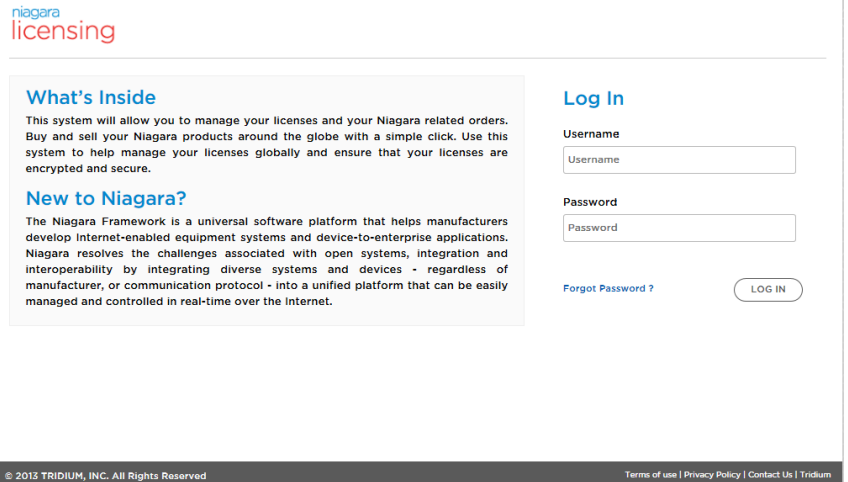 niagara
licensing
What's Inside
This system will allow you to manage your licenses and your Niagara related orders.
Buy and sell your Niagara products around the globe with a simple click. Use this
system to help manage your licenses globally and ensure that your licenses are
encrypted and secure.
New to Niagara?
The Niagara Framework is a universal software platform that helps manufacturers
develop Internet-enabled equipment systems and device-to-enterprise applications.
Niagara resolves the challenges associated with open systems, integration and
interoperability by integrating diverse systems and devices - regardless of
manufacturer, or communication protocol - into a unified platform that can be easily
managed and controlled in real-time over the Internet.
Log In
Username
Username
Password
Password
Forgot Password ?
LOG IN
© 2013 TRIDIUM, INC. All Rights Reserved
Terms of use | Privacy Policy | Contact Us | Tridium